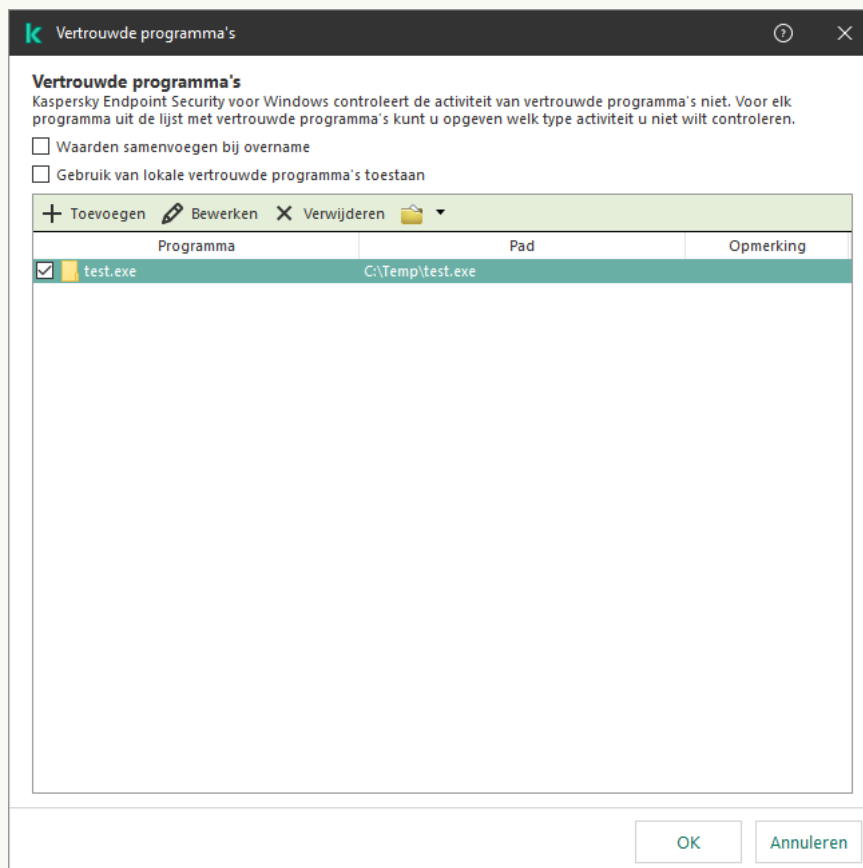 Vertrouwde programma's
Vertrouwde programma's
Kaspersky Endpoint Security voor Windows controleert de activiteit van vertrouwde programma's niet. Voor elk
programma uit de lijst met vertrouwde programma's kunt u opgeven welk type activiteit u niet wilt controleren.
Waarden samenvoegen bij overname
Gebruik van lokale vertrouwde programma's toestaan
Toevoegen Bewerken Verwijderen
Programma Pad Opmerking
test.exe C:\Temp\test.exe
OK Annuleren